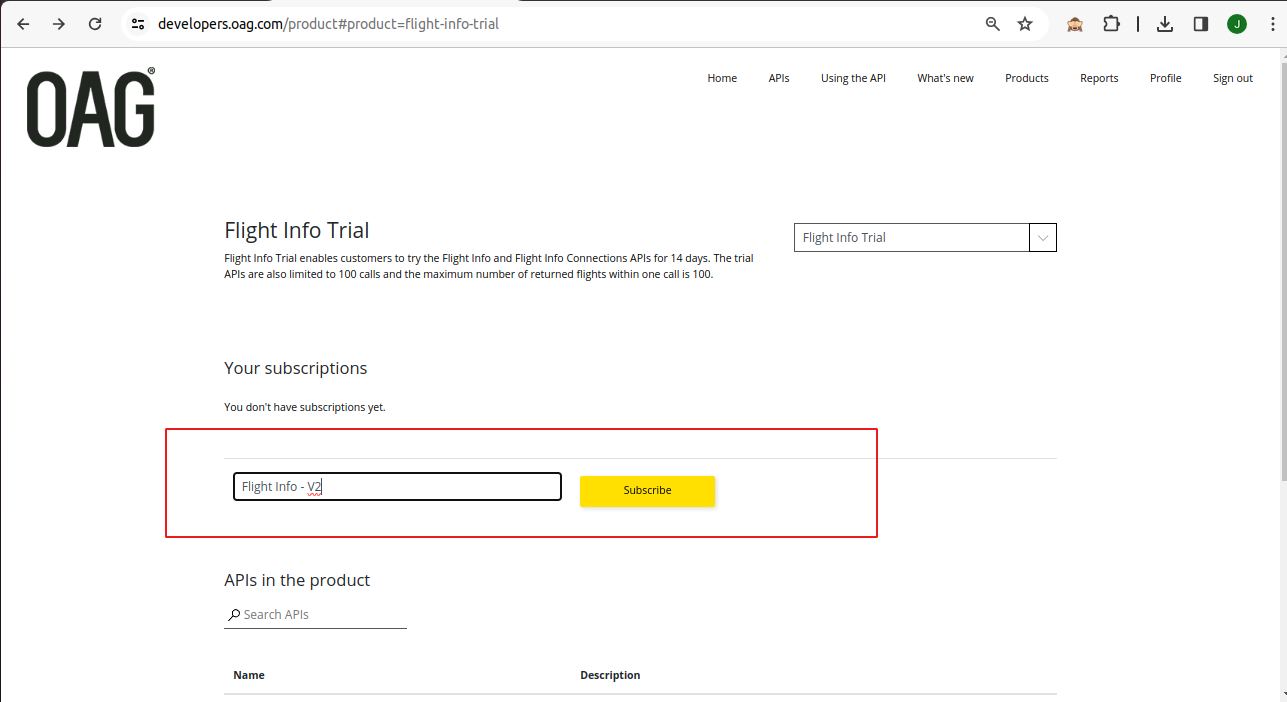 developers.oag.com/product#product=flight-info-trial
J
OAG®
Home APIs Using the API What's new Products Reports Profile Sign out
Flight Info Trial
Flight Info Trial
Flight Info Trial enables customers to try the Flight Info and Flight Info Connections APIs for 14 days. The trial
APIs are also limited to 100 calls and the maximum number of returned flights within one call is 100.
Your subscriptions
You don't have subscriptions yet.
Flight Info - V2
Subscribe
APIs in the product
Search APIs
Name Description